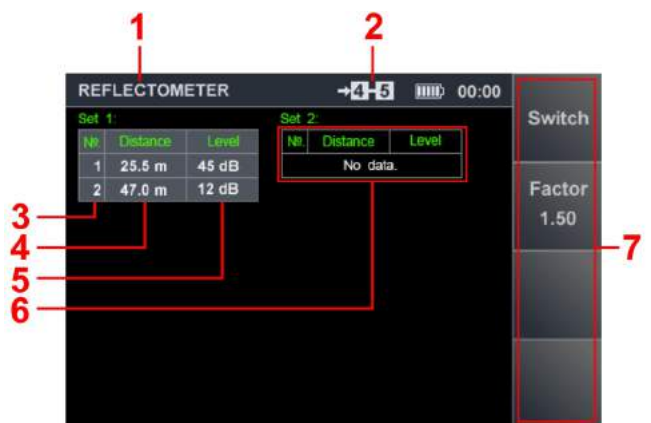 1
2
REFLECTOMETER →4-5 00:00
Switch
Set 1:
Set 2:
№ Distance Level
1 25.5 m 45 dB
2 47.0 m 12 dB
№ Distance Level
No data.
Factor
1.50
3
4
5
6
7